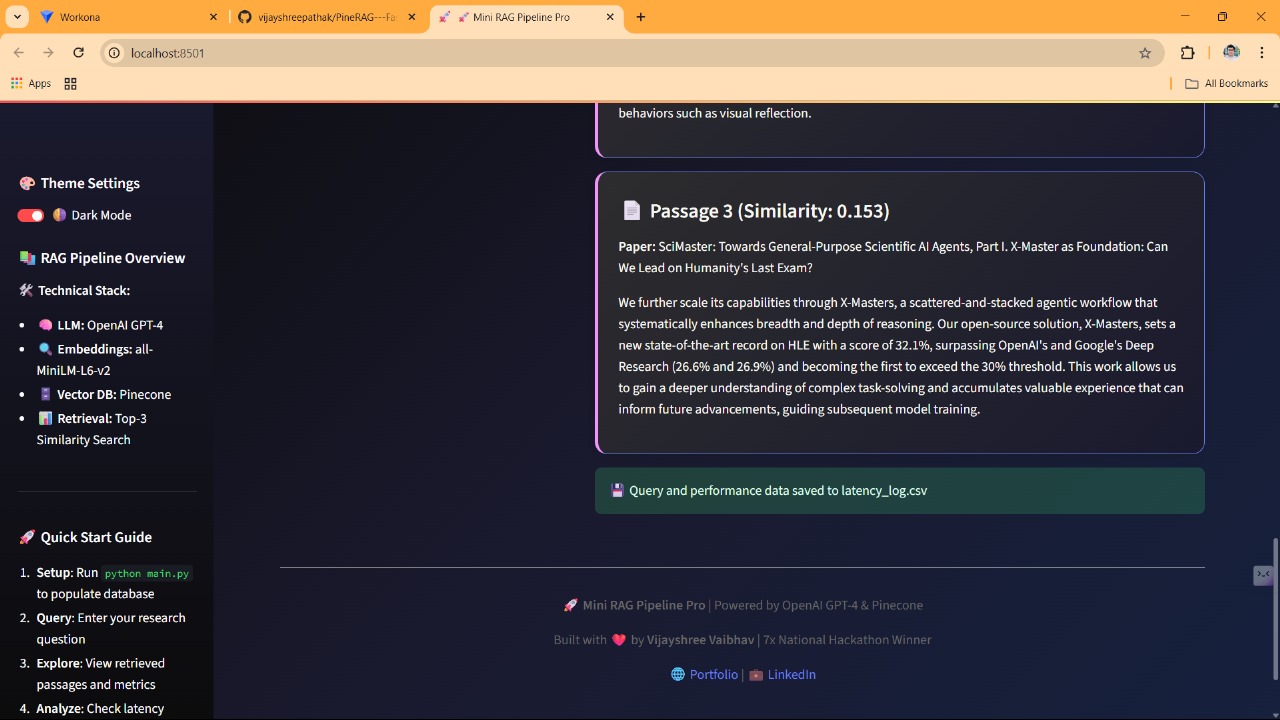 Workona
vijayshreepathak/PineRAG---Fa
🚀 Mini RAG Pipeline Pro
localhost:8501
Apps
All Bookmarks
🎨 Theme Settings
🌗 Dark Mode
📚 RAG Pipeline Overview
🛠️ Technical Stack:
• 🧠 LLM: OpenAI GPT-4
• 🔍 Embeddings: all-
MiniLM-L6-v2
• 🗄️ Vector DB: Pinecone
• 📊 Retrieval: Top-3
Similarity Search
🚀 Quick Start Guide
1. Setup: Run python main.py
to populate database
2. Query: Enter your research
question
3. Explore: View retrieved
passages and metrics
4. Analyze: Check latency
behaviors such as visual reflection.
📄 Passage 3 (Similarity: 0.153)
Paper: SciMaster: Towards General-Purpose Scientific AI Agents, Part I. X-Master as Foundation: Can
We Lead on Humanity's Last Exam?
We further scale its capabilities through X-Masters, a scattered-and-stacked agentic workflow that
systematically enhances breadth and depth of reasoning. Our open-source solution, X-Masters, sets a
new state-of-the-art record on HLE with a score of 32.1%, surpassing OpenAI's and Google's Deep
Research (26.6% and 26.9%) and becoming the first to exceed the 30% threshold. This work allows us
to gain a deeper understanding of complex task-solving and accumulates valuable experience that can
inform future advancements, guiding subsequent model training.
💾 Query and performance data saved to latency_log.csv
🚀 Mini RAG Pipeline Pro | Powered by OpenAI GPT-4 & Pinecone
Built with ❤️ by Vijayshree Vaibhav | 7x National Hackathon Winner
🌐 Portfolio | 💼 LinkedIn